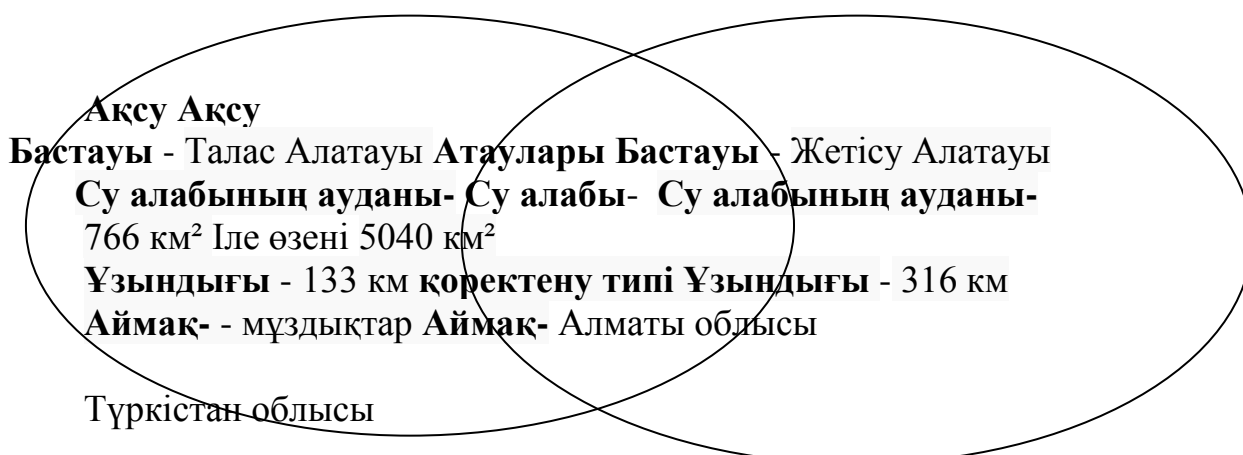 Ақсу Ақсу
Бастауы - Талас Алатауы Атаулары Бастауы - Жетісу Алатауы
Су алабының ауданы- Су алабы- Су алабының ауданы-
766 км² Іле өзені 5040 км²
Ұзындығы - 133 км қоректену типі Ұзындығы - 316 км
Аймақ- - мұздықтар Аймақ- Алматы облысы
Түркістан облысы